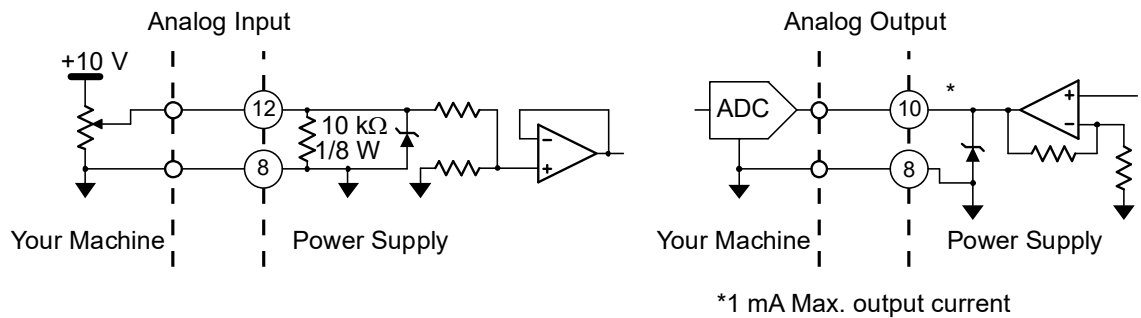 Analog Input
+10 V
12
10 kΩ
1/8 W
-
+
8
Your Machine
Power Supply
Analog Output
ADC
10
*
+
-
8
Your Machine
Power Supply
*1 mA Max. output current